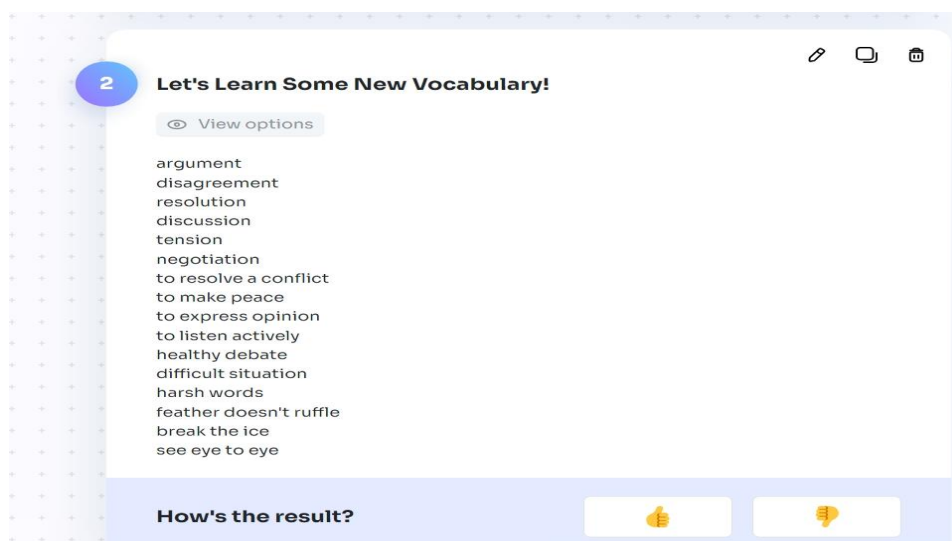 2
Let's Learn Some New Vocabulary!
View options
argument
disagreement
resolution
discussion
tension
negotiation
to resolve a conflict
to make peace
to express opinion
to listen actively
healthy debate
difficult situation
harsh words
feather doesn't ruffle
break the ice
see eye to eye
How's the result?